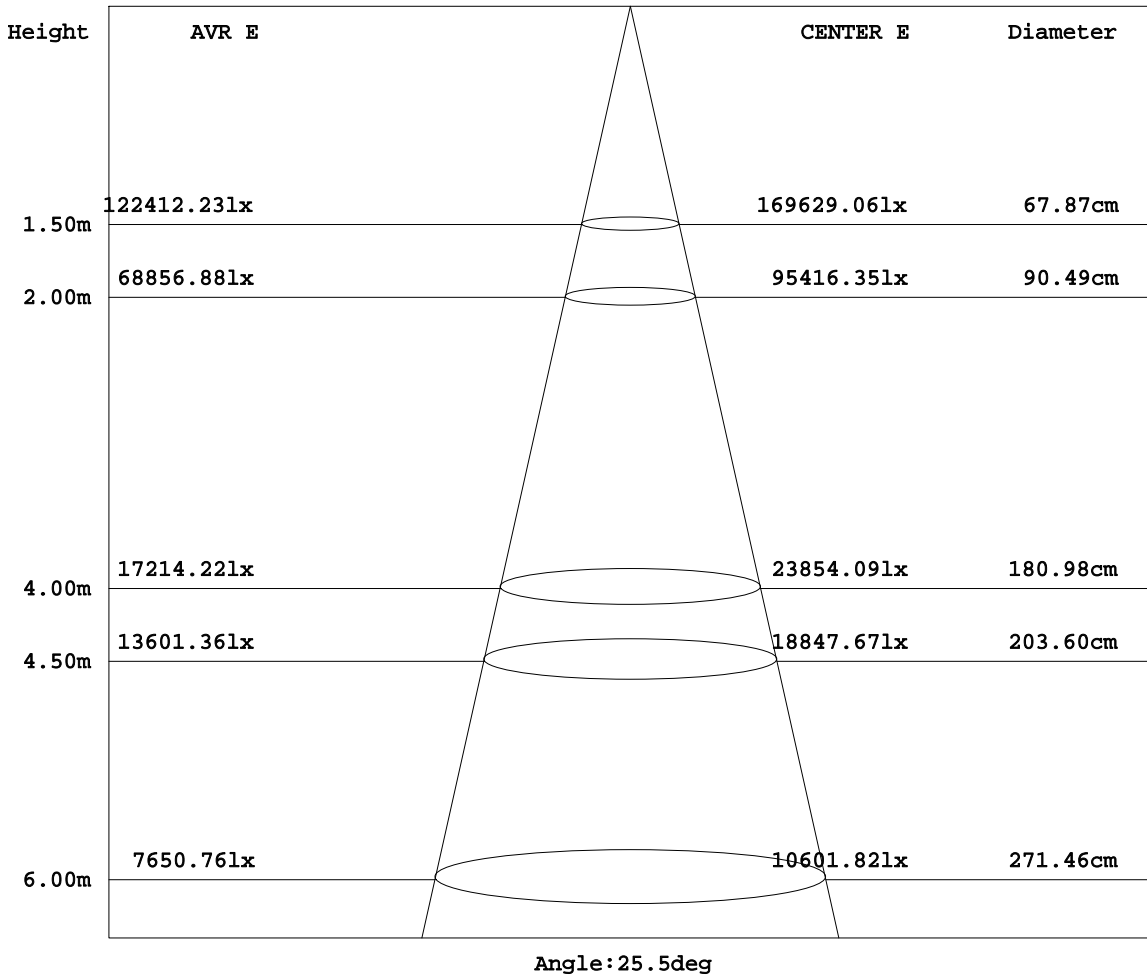 Height AVR E CENTER E Diameter
122412.23lx 169629.06lx 67.87cm
1.50m
68856.88lx 95416.35lx 90.49cm
2.00m
17214.22lx 23854.09lx 180.98cm
4.00m
13601.36lx 18847.67lx 203.60cm
4.50m
7650.76lx 10601.82lx 271.46cm
6.00m
Angle:25.5deg